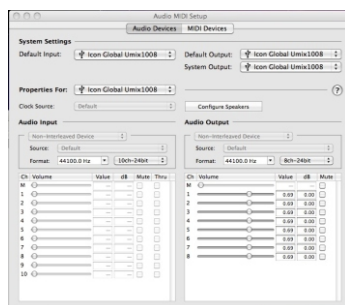 Audio MIDI Setup
Audio Devices MIDI Devices
System Settings
Default Input: Icon Global Umix1008 Default Output: Icon Global Umix1008
System Output: Icon Global Umix1008
Properties For: Icon Global Umix1008 ?
Clock Source: Default Configure Speakers
Audio Input Audio Output
Non-Interleaved Device Non-Interleaved Device
Source: Default Source: Default
Format: 44100.0 Hz 10ch-24bit Format: 44100.0 Hz 8ch-24bit
Ch Volume Value dB Mute Thru Ch Volume Value dB Mute
M -- -- M -- --
1 -- -- 1 0.69 0.00
2 -- -- 2 0.69 0.00
3 -- -- 3 0.69 0.00
4 -- -- 4 0.69 0.00
5 -- -- 5 0.69 0.00
6 -- -- 6 0.69 0.00
7 -- -- 7 0.69 0.00
8 -- -- 8 0.69 0.00
9 -- --
10 -- --